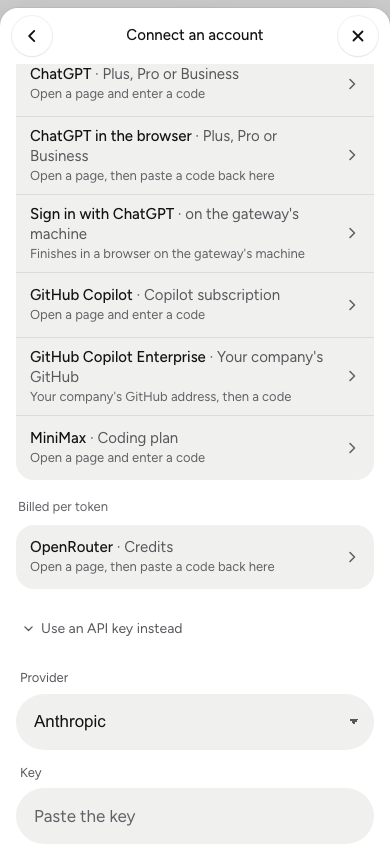 Connect an account
ChatGPT · Plus, Pro or Business
Open a page and enter a code
ChatGPT in the browser · Plus, Pro or
Business
Open a page, then paste a code back here
Sign in with ChatGPT · on the gateway's
machine
Finishes in a browser on the gateway's machine
GitHub Copilot · Copilot subscription
Open a page and enter a code
GitHub Copilot Enterprise · Your company's
GitHub
Your company's GitHub address, then a code
MiniMax · Coding plan
Open a page and enter a code
Billed per token
OpenRouter · Credits
Open a page, then paste a code back here
Use an API key instead
Provider
Anthropic
Key
Paste the key